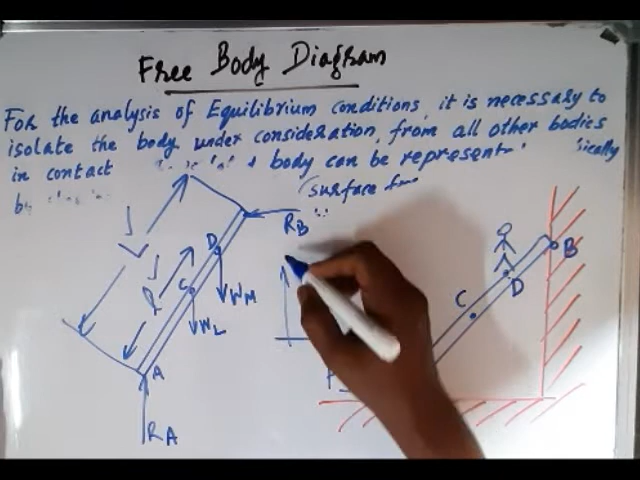 Free Body Diagram
For the analysis of Equilibrium conditions, it is necessary to
isolate the body under consideration, from all other bodies
in contact body can be represent
(surface
L
l
RB
D
C
WM
WL
A
RA
B
D
C